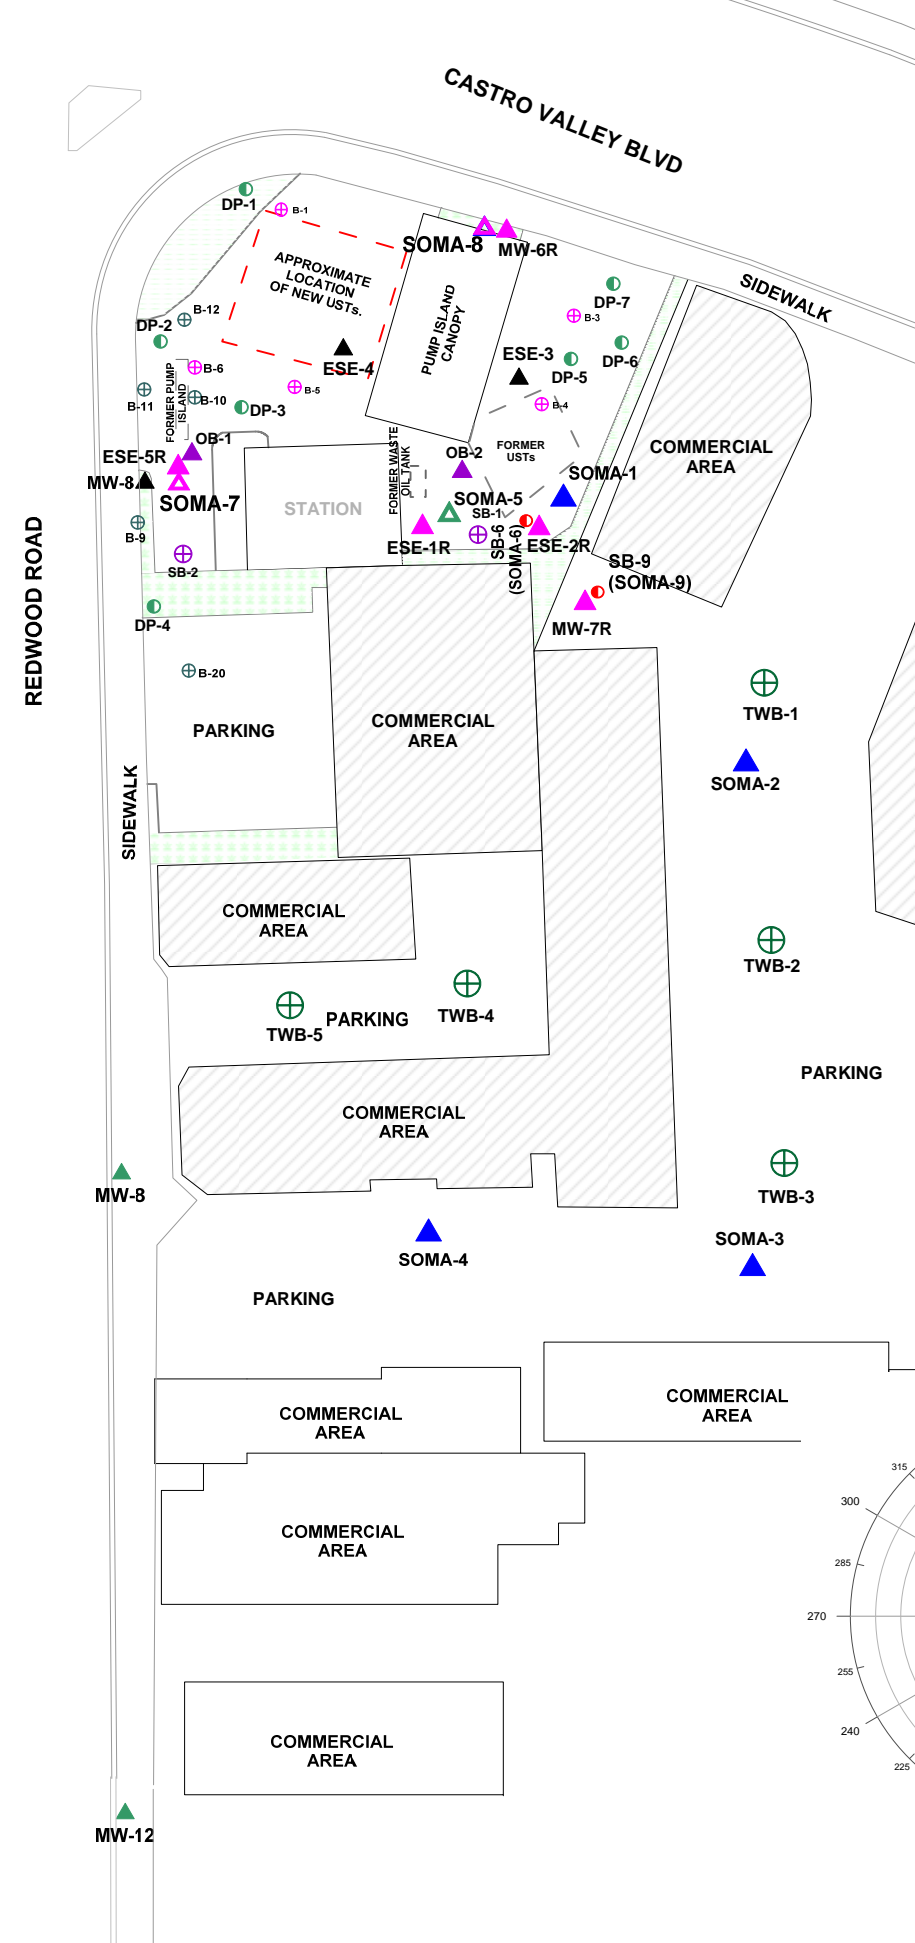 CASTRO VALLEY BLVD
DP-1
B-1
SOMA-8
MW-6R
APPROXIMATE
LOCATION
OF NEW USTs.
SIDEWALK
DP-7
B-12
B-3
DP-2
PUMP ISLAND
CANOPY
ESE-3
DP-6
ESE-4
DP-5
B-6
B-5
B-11
B-10
FORMER PUMP
ISLAND
DP-3
B-4
OB-1
FORMER
USTs
COMMERCIAL
AREA
ESE-5R
OB-2
MW-8
FORMER WASTE
OIL TANK
SOMA-1
SOMA-7
STATION
SOMA-5
SB-1
B-9
ESE-1R
SB-6
(SOMA-6)
ESE-2R
SB-2
SB-9
(SOMA-9)
REDWOOD ROAD
DP-4
MW-7R
B-20
TWB-1
PARKING
COMMERCIAL
AREA
SOMA-2
SIDEWALK
COMMERCIAL
AREA
TWB-2
TWB-4
PARKING
TWB-5
PARKING
COMMERCIAL
AREA
MW-8
TWB-3
SOMA-3
SOMA-4
PARKING
COMMERCIAL
AREA
COMMERCIAL
AREA
315
300
COMMERCIAL
AREA
285
270
255
240
COMMERCIAL
AREA
225
MW-12